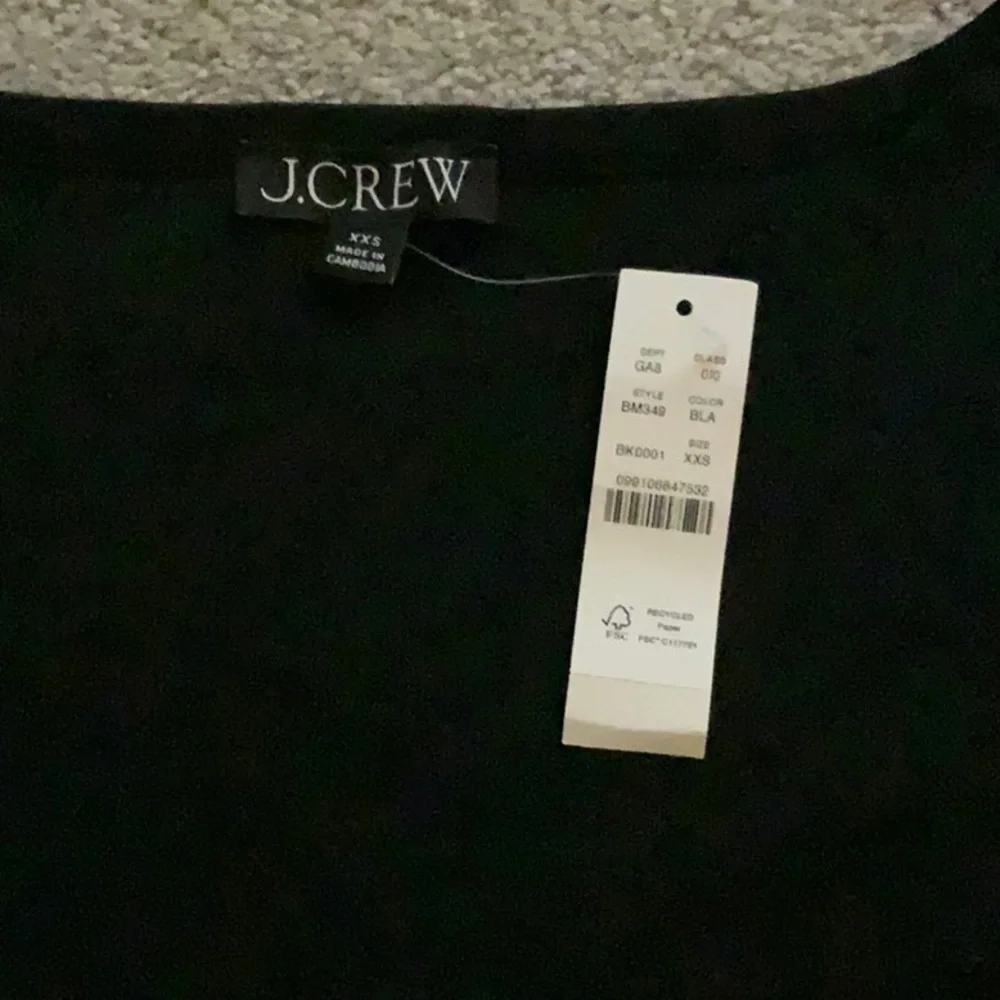 J.CREW
XXS
MADE IN
CAMBODIA
DEPT CLASS
GA8
STYLE COLOR
BM349 BLA
SIZE
BK0001 XXS
099106847532
RECYCLED
Paper
FSC